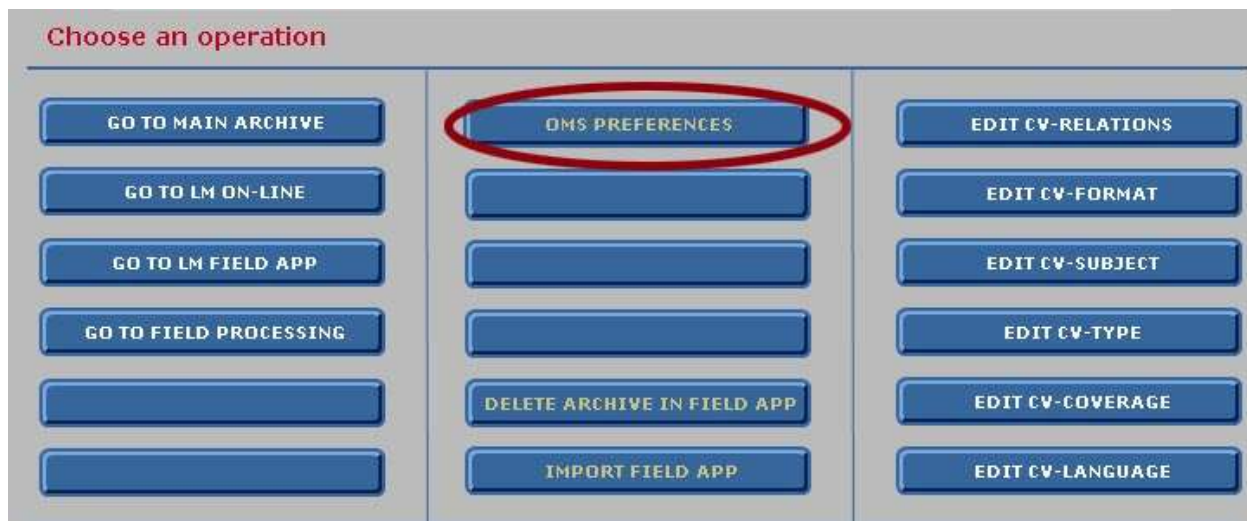 Choose an operation
GO TO MAIN ARCHIVE
GO TO LM ON-LINE
GO TO LM FIELD APP
GO TO FIELD PROCESSING
OMS PREFERENCES
DELETE ARCHIVE IN FIELD APP
IMPORT FIELD APP
EDIT CV-RELATIONS
EDIT CV-FORMAT
EDIT CV-SUBJECT
EDIT CV-TYPE
EDIT CV-COVERAGE
EDIT CV-LANGUAGE